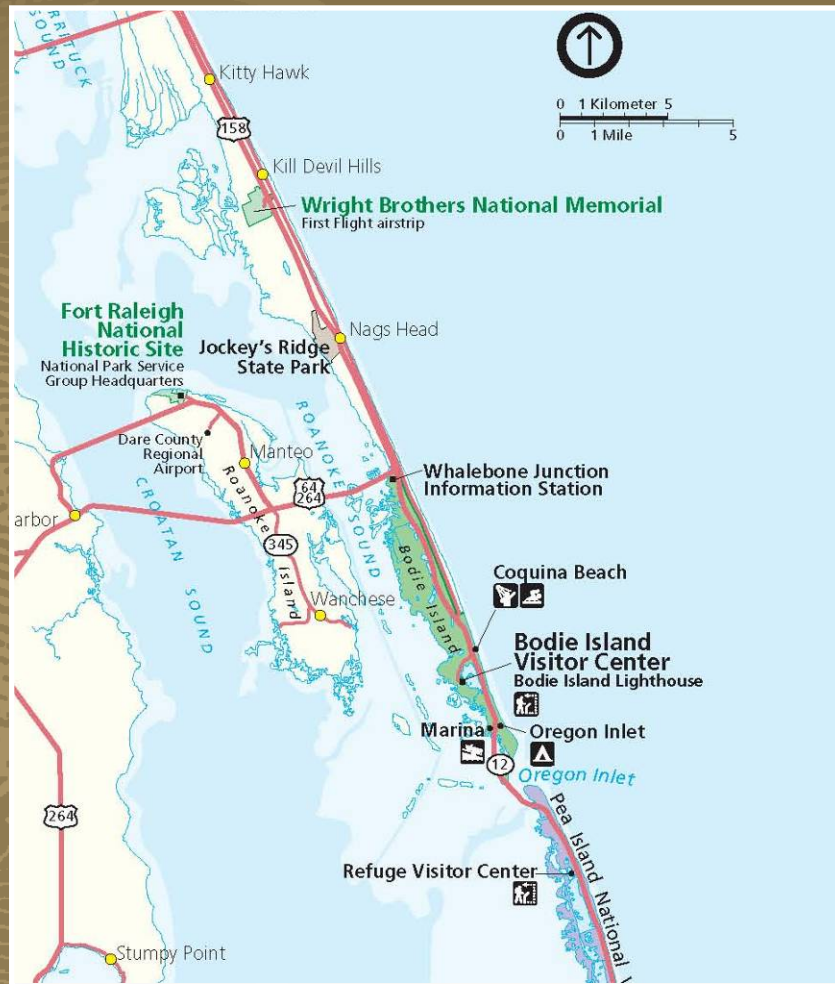 RRITUCK
SOUND
Kitty Hawk
158
0 1 Kilometer 5
0 1 Mile 5
Kill Devil Hills
Wright Brothers National Memorial
First Flight airstrip
Fort Raleigh
National
Historic Site
National Park Service
Group Headquarters
Nags Head
Jockey's Ridge
State Park
ROANOKE SOUND
Dare County
Regional
Airport
Manteo
Roanoke Island
64
264
Whalebone Junction
Information Station
arbor
CROATAN SOUND
345
Bodie Island
Coquina Beach
Wanchese
Bodie Island
Visitor Center
Bodie Island Lighthouse
Marina
Oregon Inlet
12
Oregon Inlet
264
Pea Island National
Refuge Visitor Center
Stumpy Point